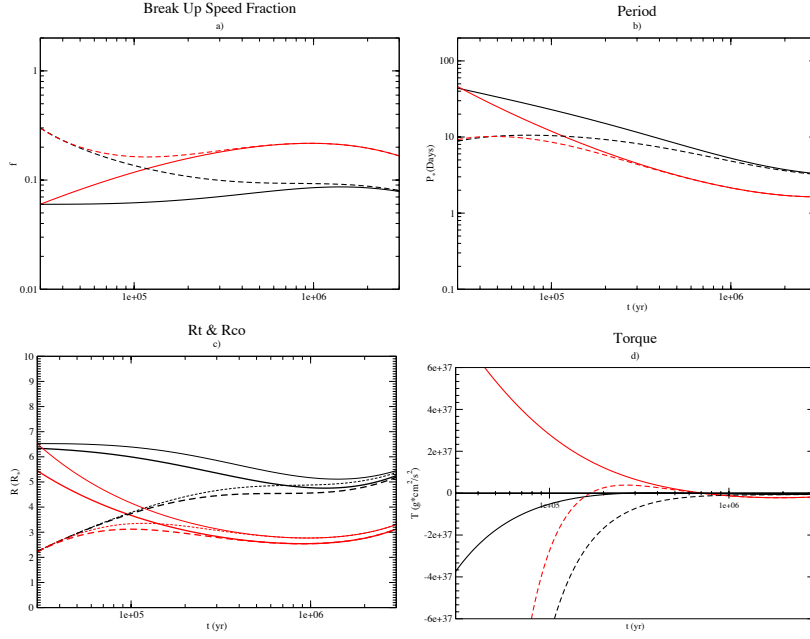 Break Up Speed Fraction
a)
f
1
0.1
0.01
1e+05
1e+06
Period
b)
P*(Days)
100
10
1
0.1
1e+05
1e+06
t (yr)
Rt & Rco
c)
R (R*)
10
9
8
7
6
5
4
3
2
1
0
1e+05
1e+06
t (yr)
Torque
d)
T (g*cm²/s²)
6e+37
4e+37
2e+37
0
-2e+37
-4e+37
-6e+37
1e+05
1e+06
t (yr)